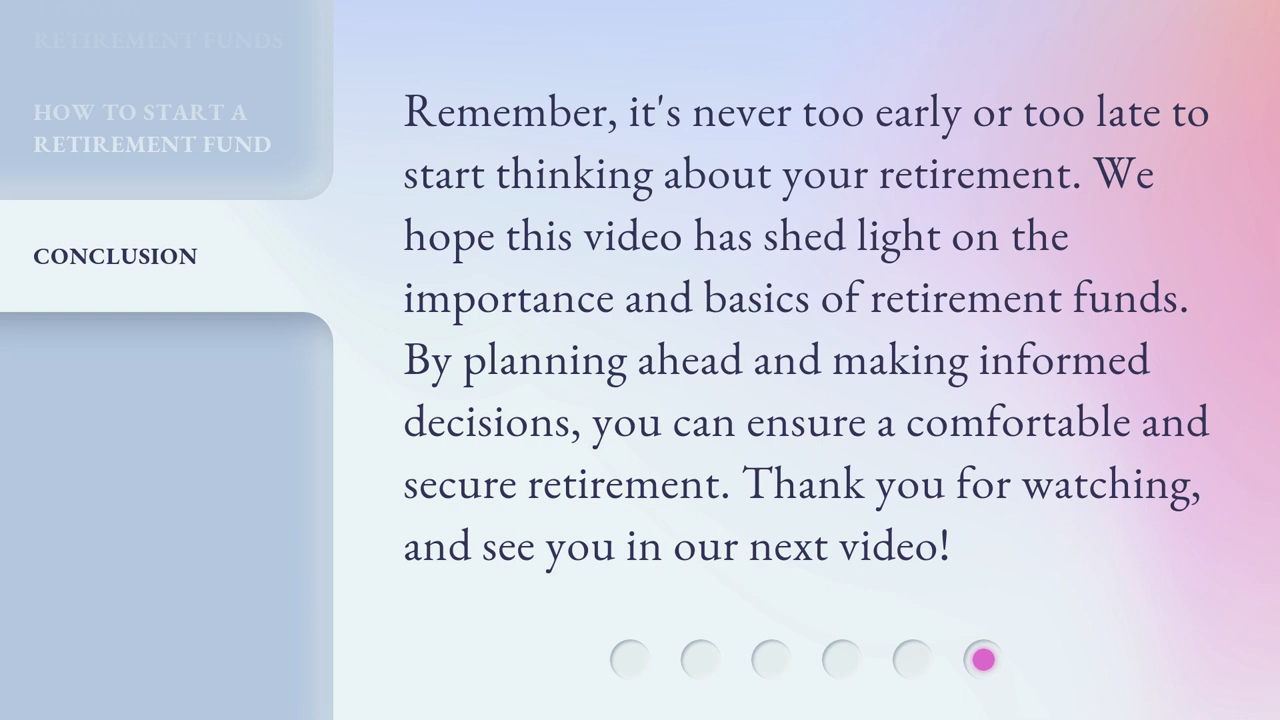 RETIREMENT FUNDS
HOW TO START A
RETIREMENT FUND
CONCLUSION
Remember, it's never too early or too late to
start thinking about your retirement. We
hope this video has shed light on the
importance and basics of retirement funds.
By planning ahead and making informed
decisions, you can ensure a comfortable and
secure retirement. Thank you for watching,
and see you in our next video!